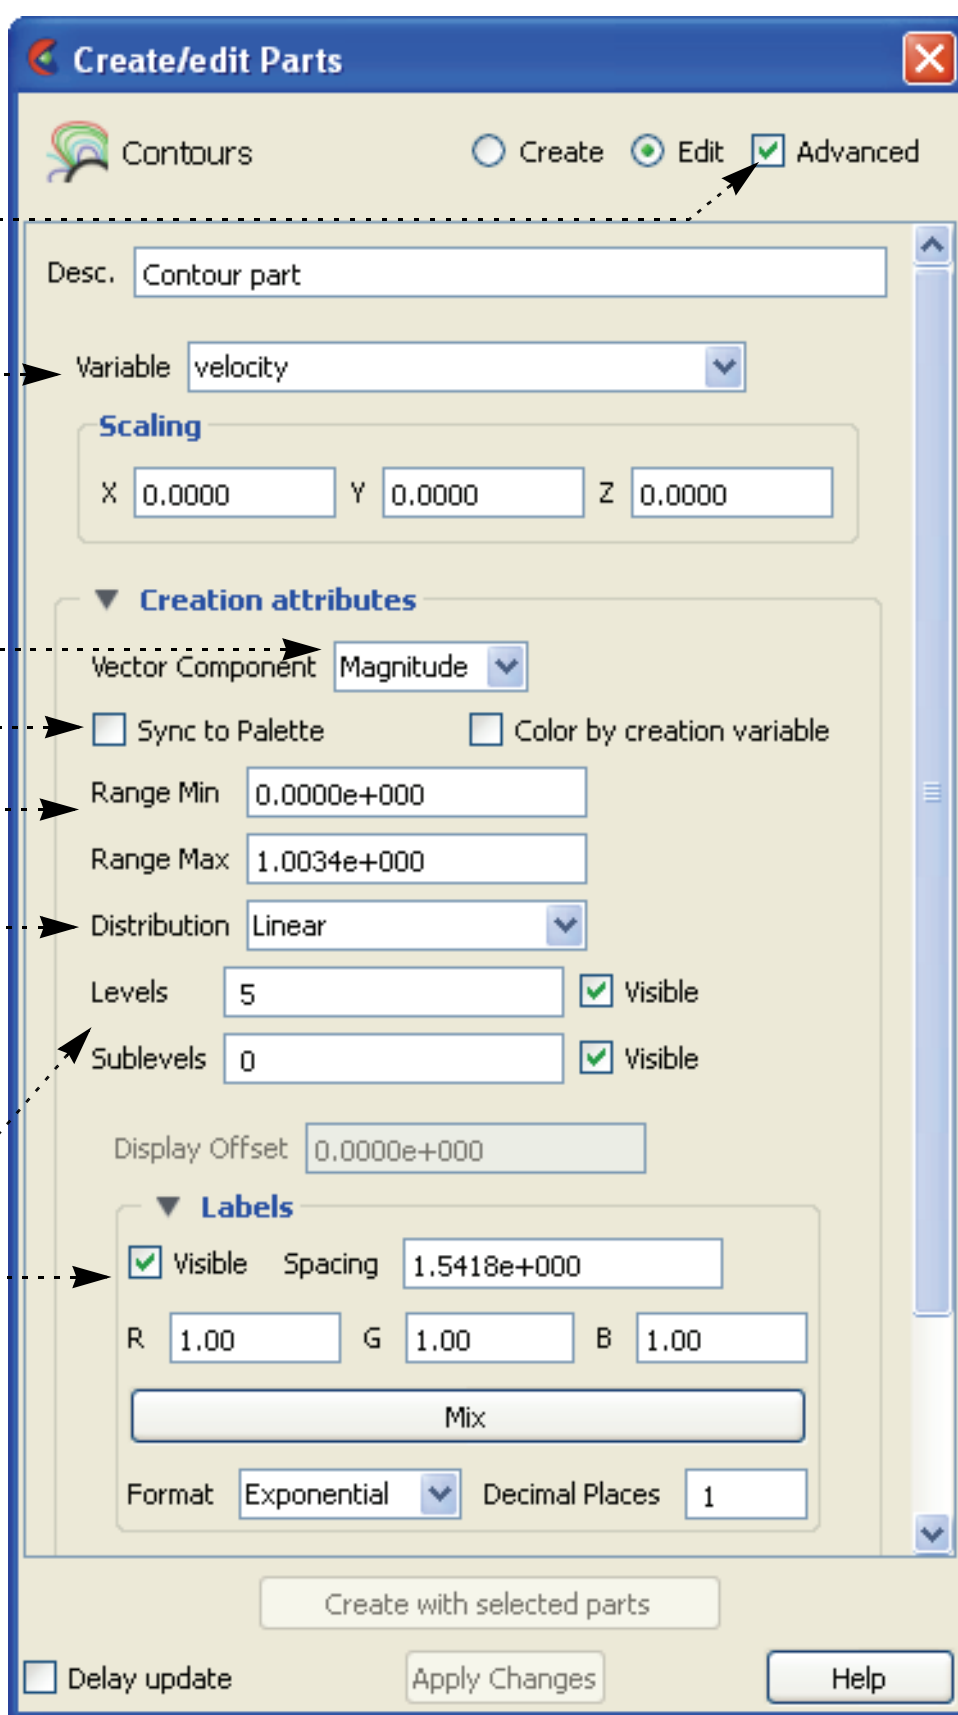 Create/edit Parts
Contours Create Edit Advanced
Desc. Contour part
Variable velocity
Scaling
X 0.0000 Y 0.0000 Z 0.0000
Creation attributes
Vector Component Magnitude
Sync to Palette Color by creation variable
Range Min 0.0000e+000
Range Max 1.0034e+000
Distribution Linear
Levels 5 Visible
Sublevels 0 Visible
Display Offset 0.0000e+000
Labels
Visible Spacing 1.5418e+000
R 1.00 G 1.00 B 1.00
Mix
Format Exponential Decimal Places 1
Create with selected parts
Delay update Apply Changes Help